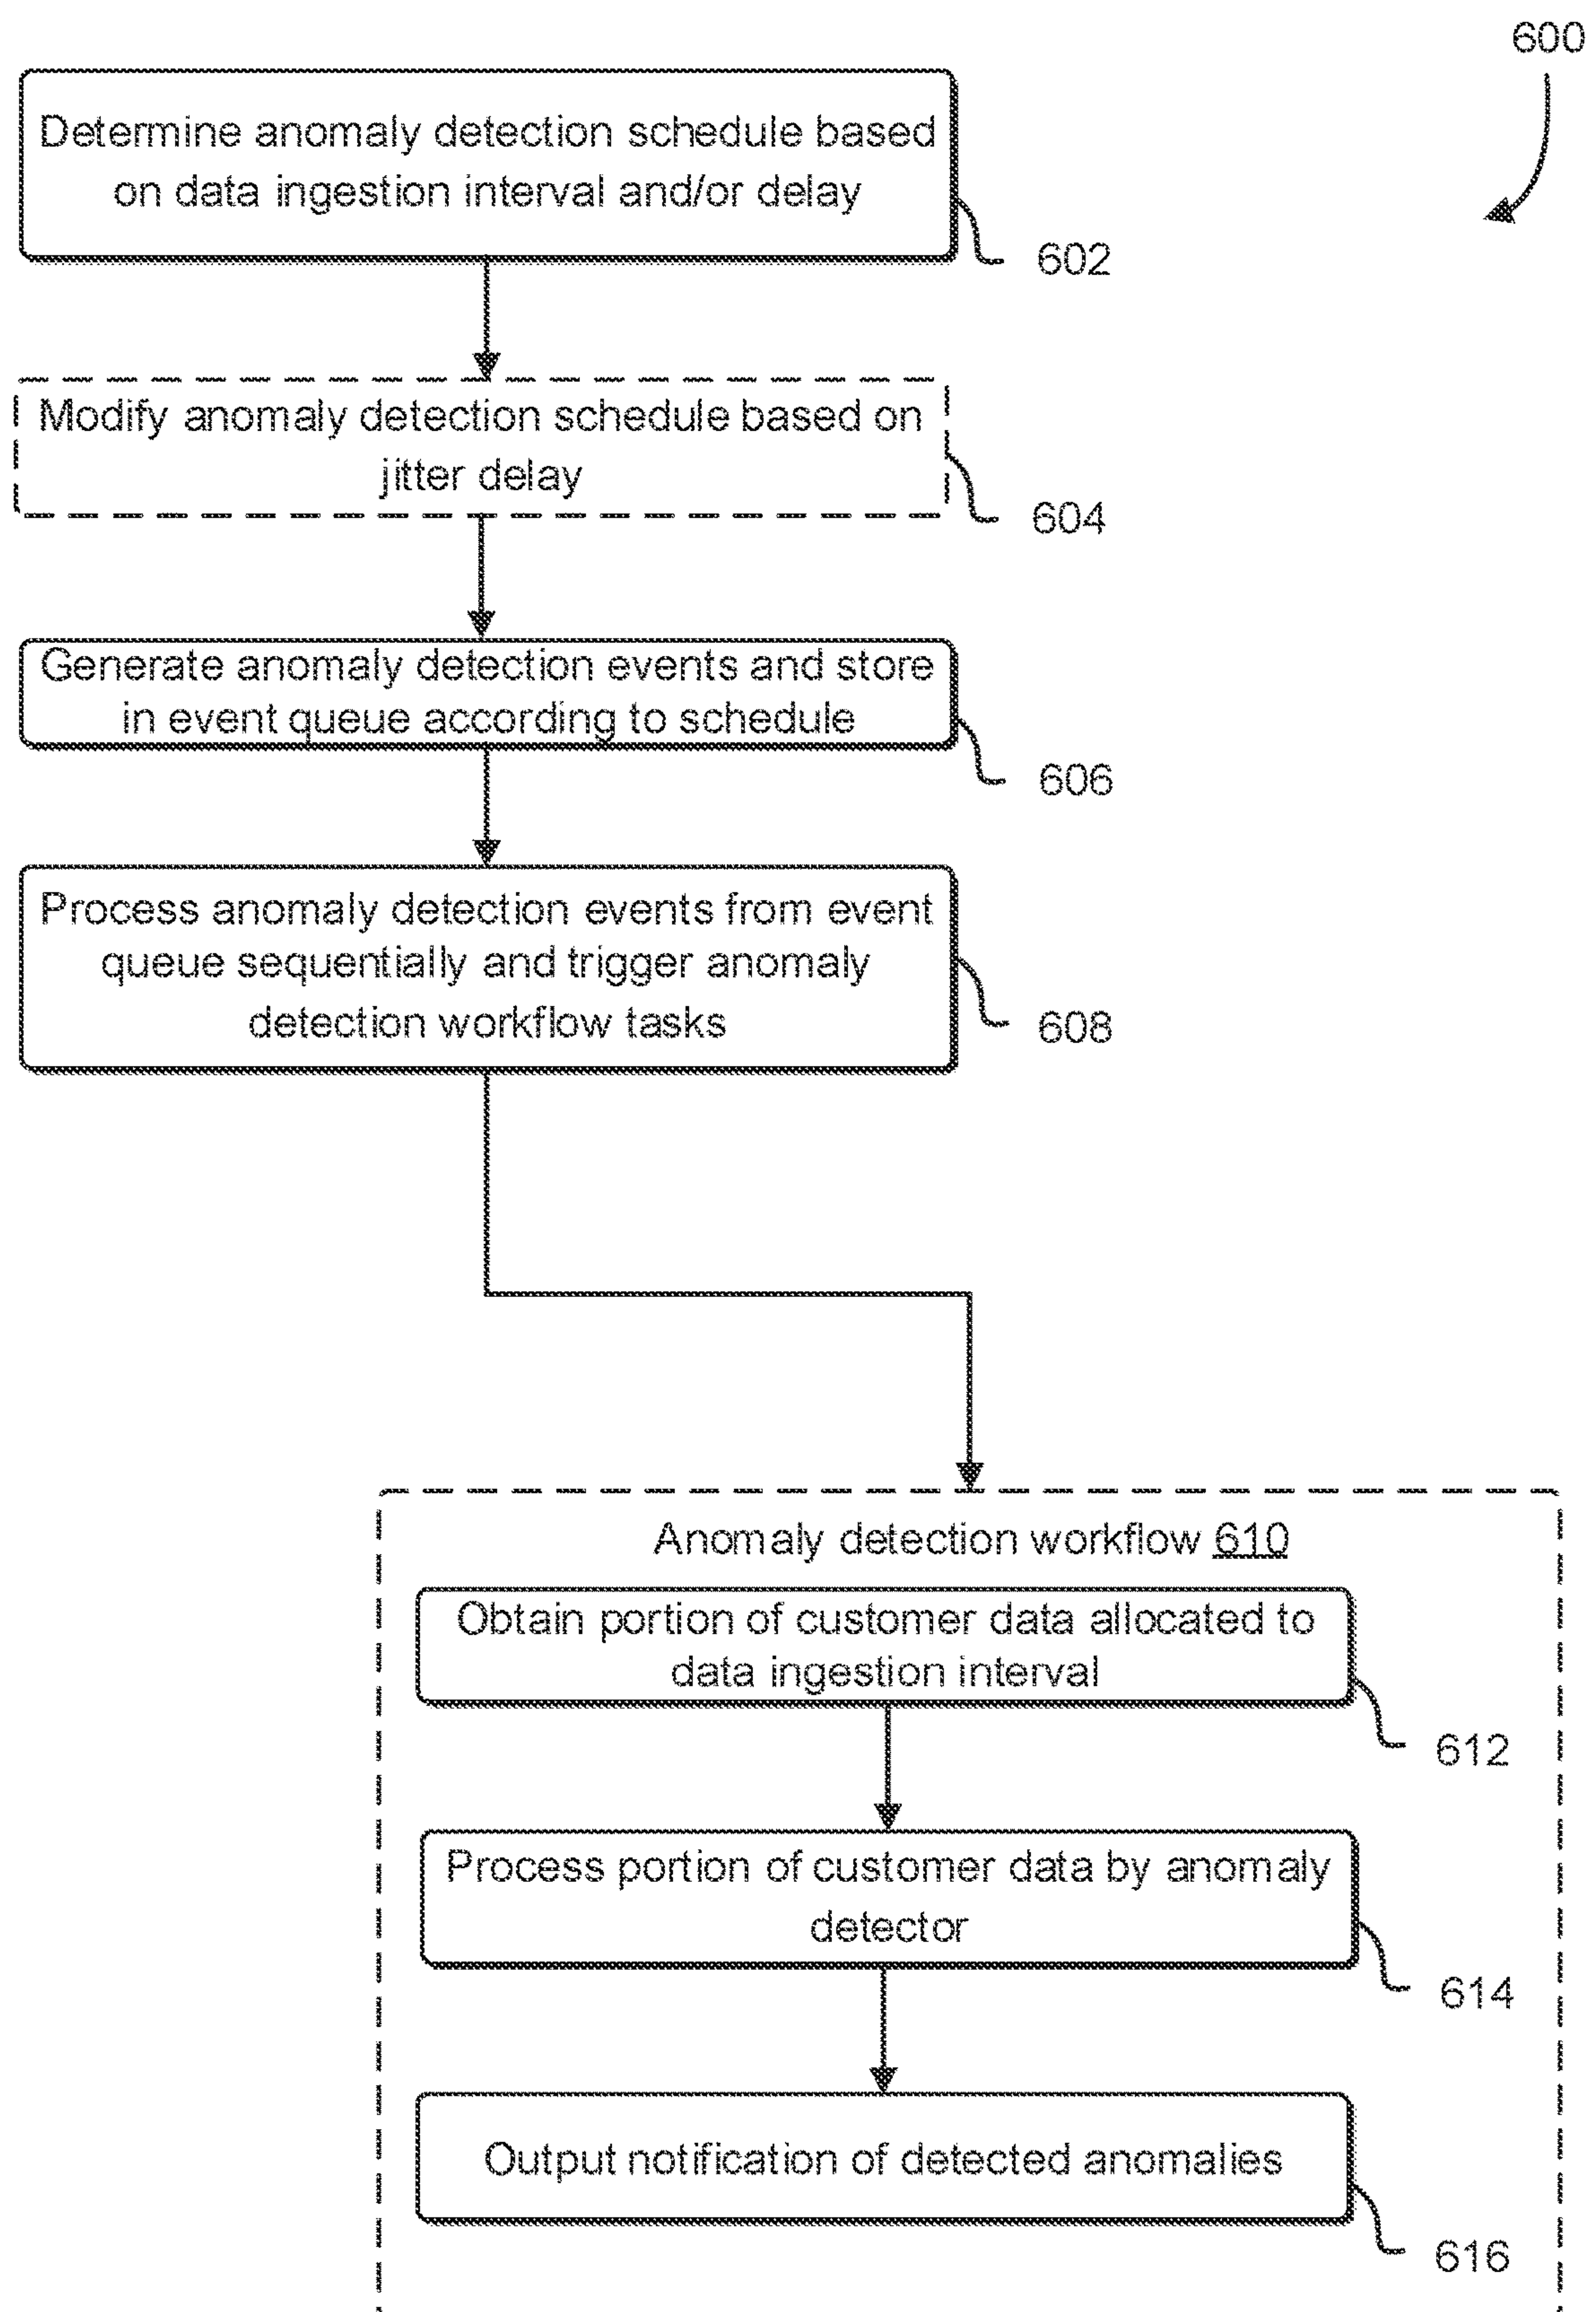 600
Determine anomaly detection schedule based
on data ingestion interval and/or delay
602
Modify anomaly detection schedule based on
jitter delay
604
Generate anomaly detection events and store
in event queue according to schedule
606
Process anomaly detection events from event
queue sequentially and trigger anomaly
detection workflow tasks
608
Anomaly detection workflow 610
Obtain portion of customer data allocated to
data ingestion interval
612
Process portion of customer data by anomaly
detector
614
Output notification of detected anomalies
616